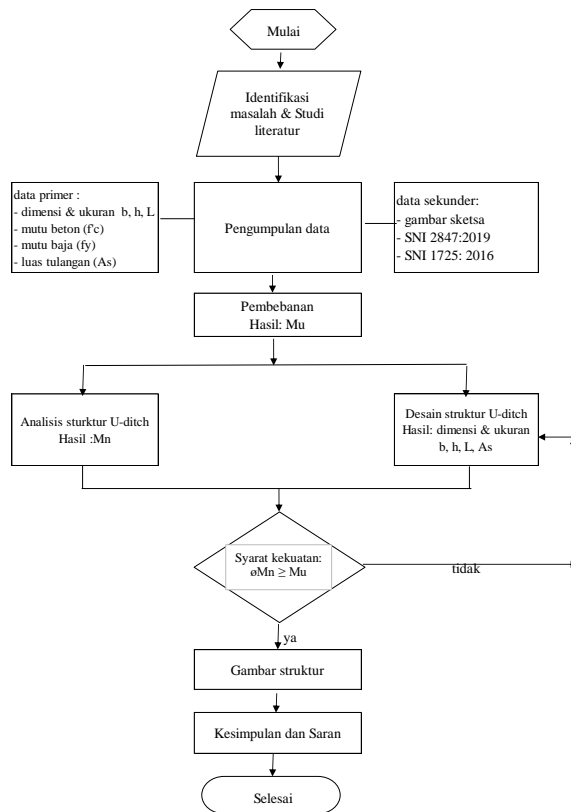 Mulai
Identifikasi
masalah & Studi
literatur
data primer :
- dimensi & ukuran b, h, L
- mutu beton (f'c)
- mutu baja (fy)
- luas tulangan (As)
Pengumpulan data
data sekunder:
- gambar sketsa
- SNI 2847:2019
- SNI 1725: 2016
Pembebanan
Hasil: Mu
Analisis sturktur U-ditch
Hasil :Mn
Desain struktur U-ditch
Hasil: dimensi & ukuran
b, h, L, As
Syarat kekuatan:
øMn ≥ Mu
tidak
ya
Gambar struktur
Kesimpulan dan Saran
Selesai